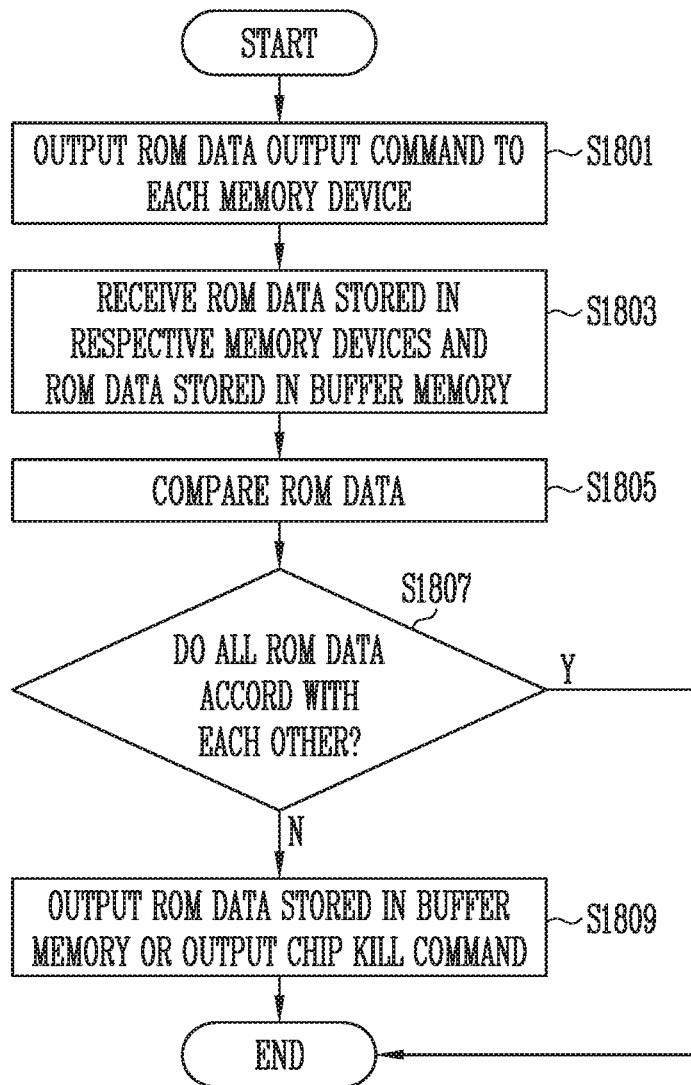 START
OUTPUT ROM DATA OUTPUT COMMAND TO
EACH MEMORY DEVICE
S1801
RECEIVE ROM DATA STORED IN
RESPECTIVE MEMORY DEVICES AND
ROM DATA STORED IN BUFFER MEMORY
S1803
COMPARE ROM DATA
S1805
S1807
DO ALL ROM DATA
ACCORD WITH
EACH OTHER?
Y
N
OUTPUT ROM DATA STORED IN BUFFER
MEMORY OR OUTPUT CHIP KILL COMMAND
S1809
END